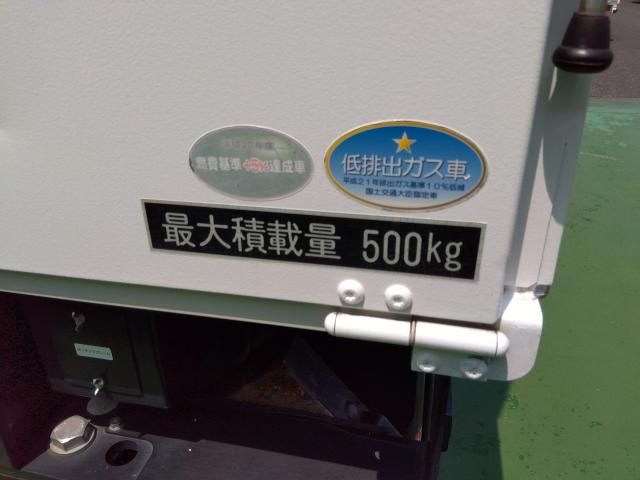 燃費基準+5%達成車
低排出ガス車
平成21年排出ガス基準10%低減
国土交通大臣認定車
最大積載量 500kg